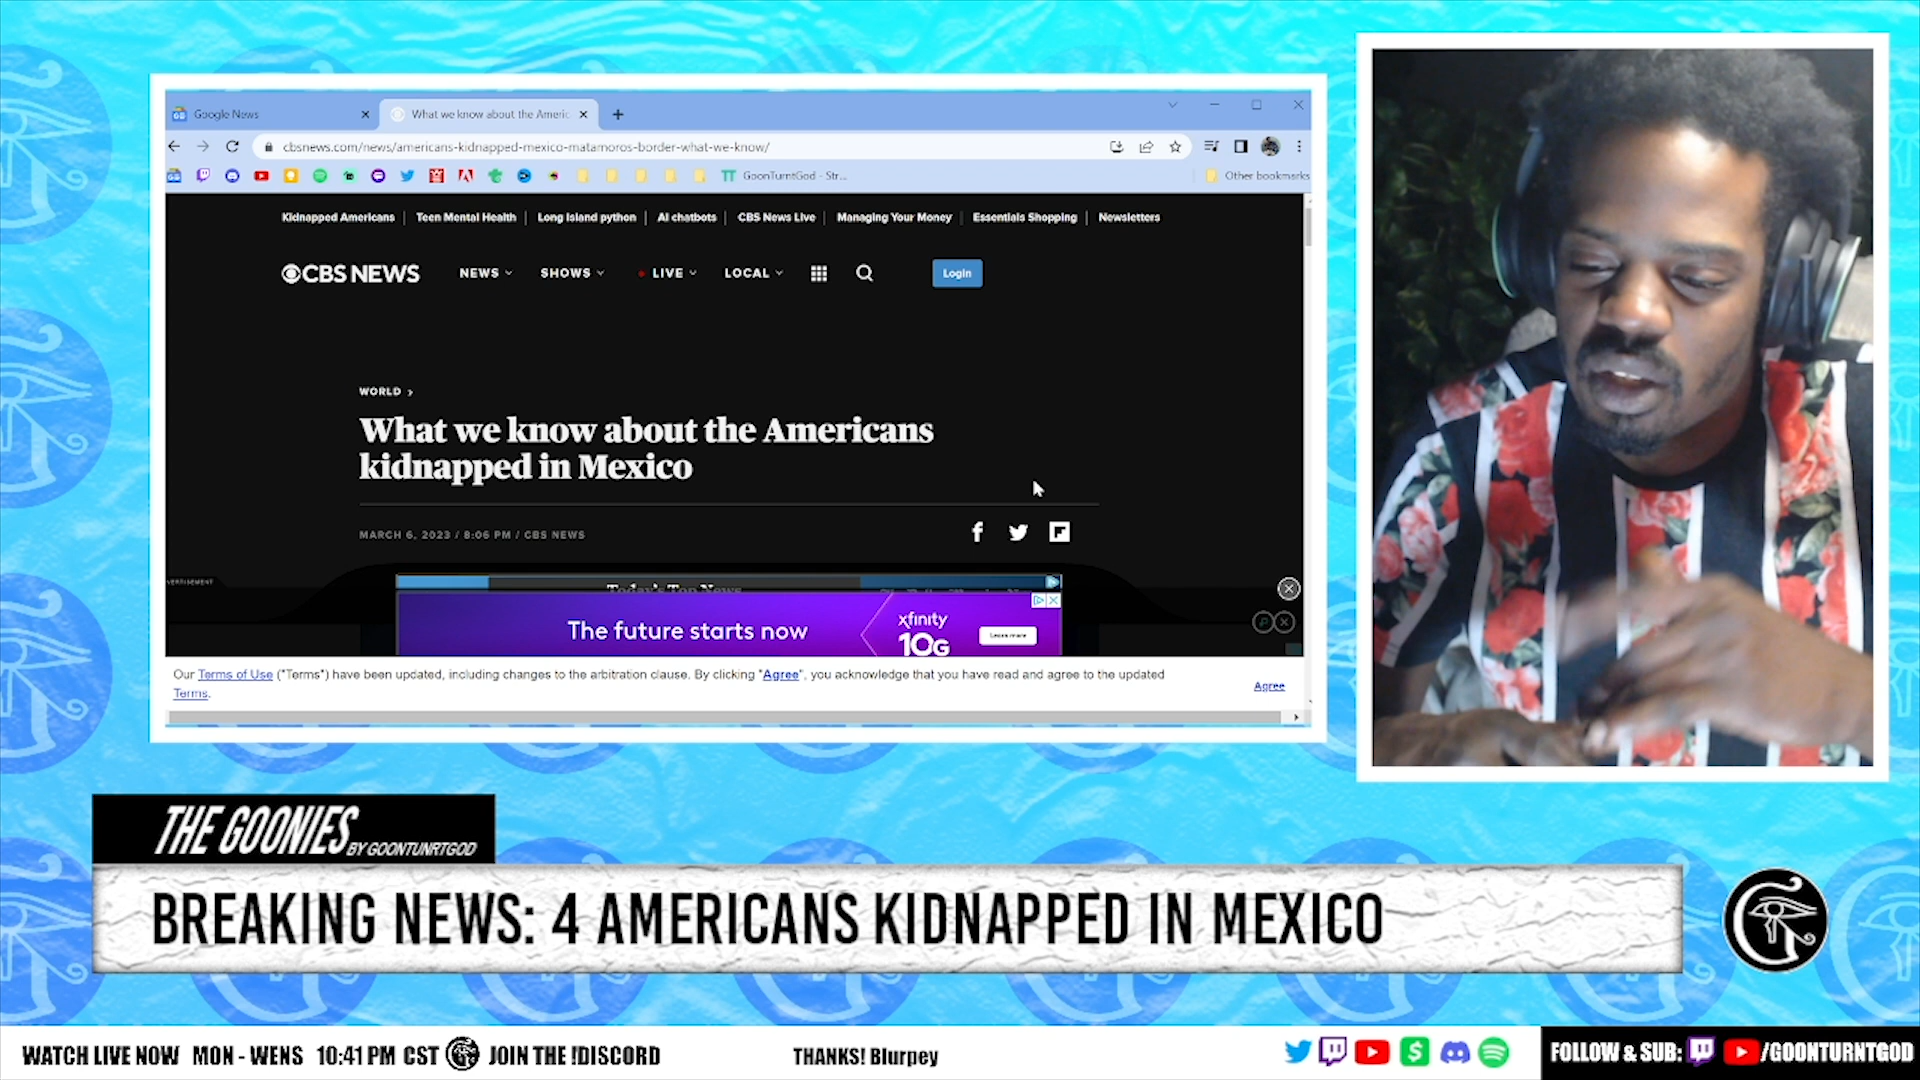 Google News
What we know about the Americ
cbsnews.com/news/americans-kidnapped-mexico-matamoros-border-what-we-know/
GoonTurntGod - Str...
Other bookmarks
Kidnapped Americans | Teen Mental Health | Long Island python | AI chatbots | CBS News Live | Managing Your Money | Essentials Shopping | Newsletters
CBS NEWS NEWS SHOWS LIVE LOCAL Login
WORLD >
What we know about the Americans
kidnapped in Mexico
MARCH 6, 2023 / 8:06 PM / CBS NEWS
Today's Top News
The future starts now
xfinity
10G
Learn more
Our Terms of Use ("Terms") have been updated, including changes to the arbitration clause. By clicking "Agree", you acknowledge that you have read and agree to the updated
Terms.
Agree
THE GOONIES BY GOONTUNRTGOD
BREAKING NEWS: 4 AMERICANS KIDNAPPED IN MEXICO
WATCH LIVE NOW MON - WENS 10:41 PM CST JOIN THE !DISCORD THANKS! Blurpey FOLLOW & SUB: /GOONTURNTGOD